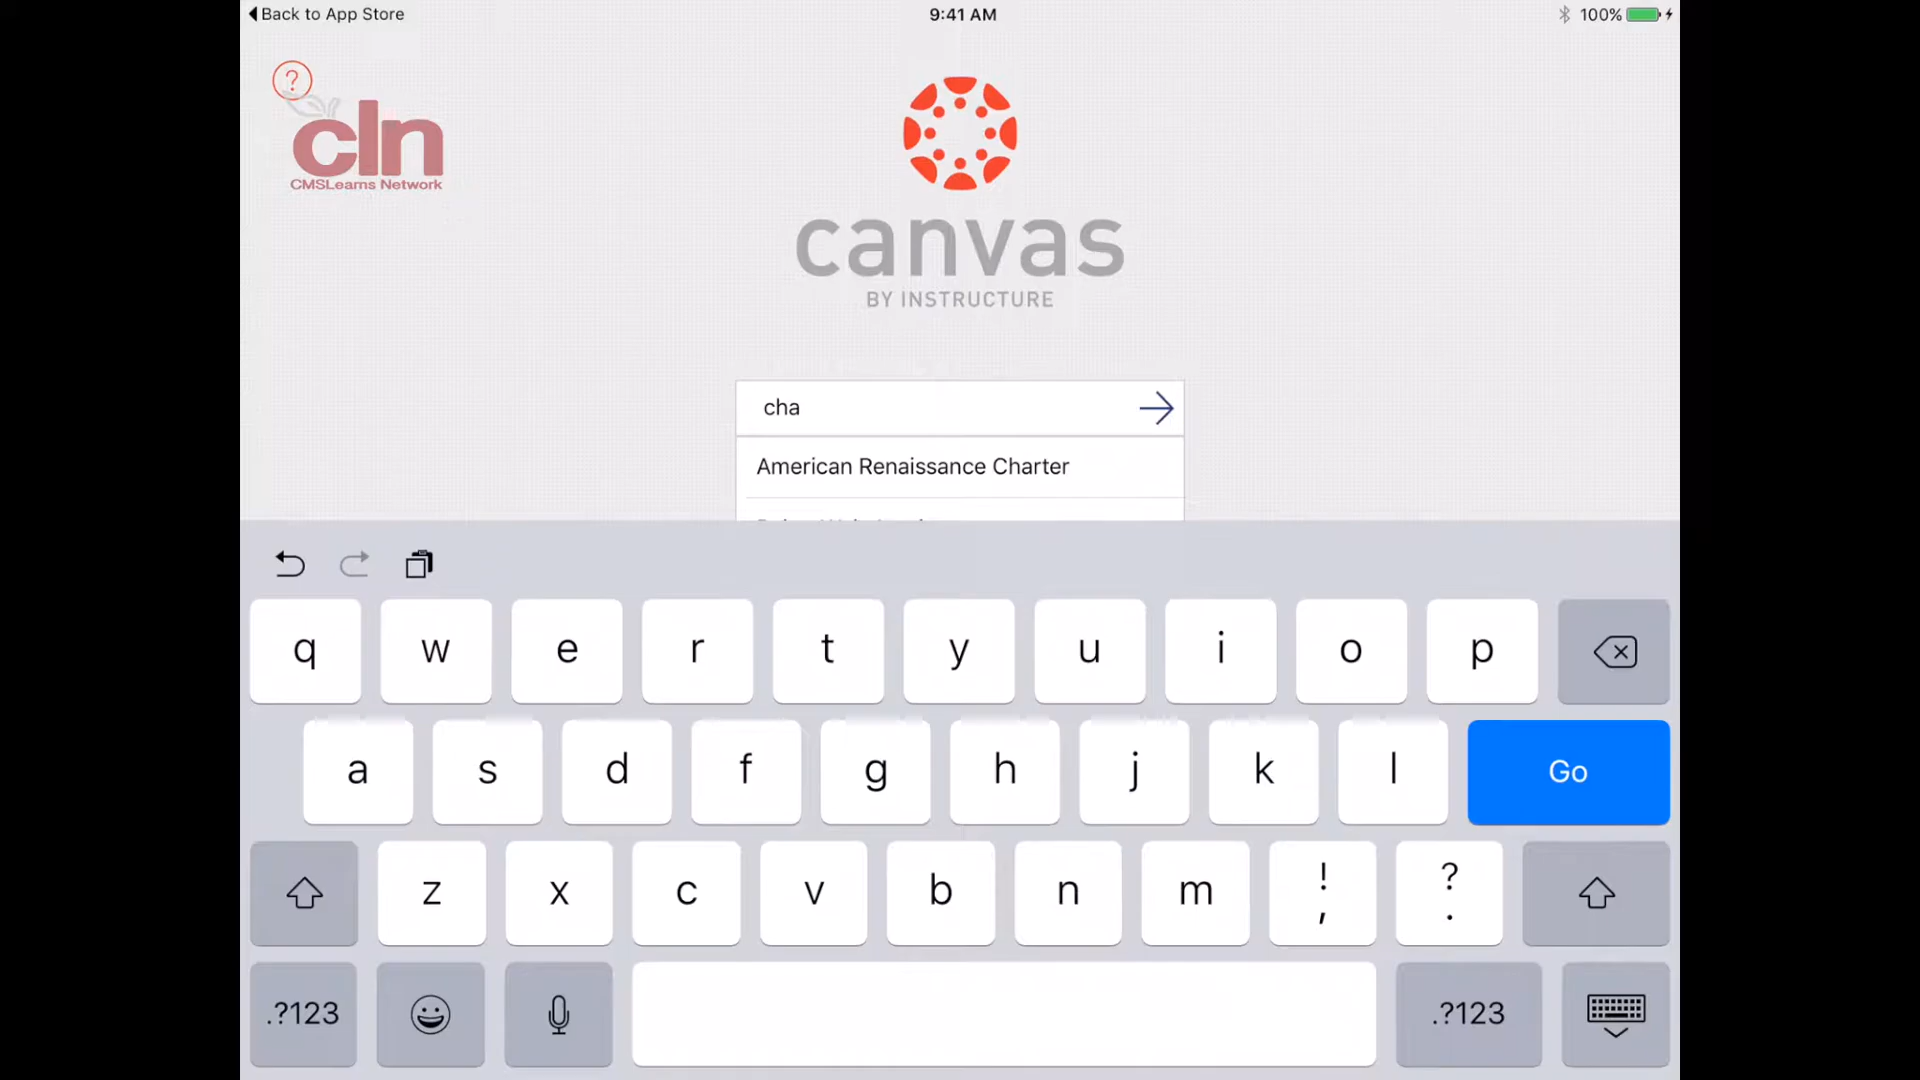 Back to App Store
9:41 AM
100%
?
cln
CMSLearns Network
canvas
BY INSTRUCTURE
cha
American Renaissance Charter
q w e r t y u i o p
a s d f g h j k l Go
z x c v b n m ! , ? .
.?123 .?123